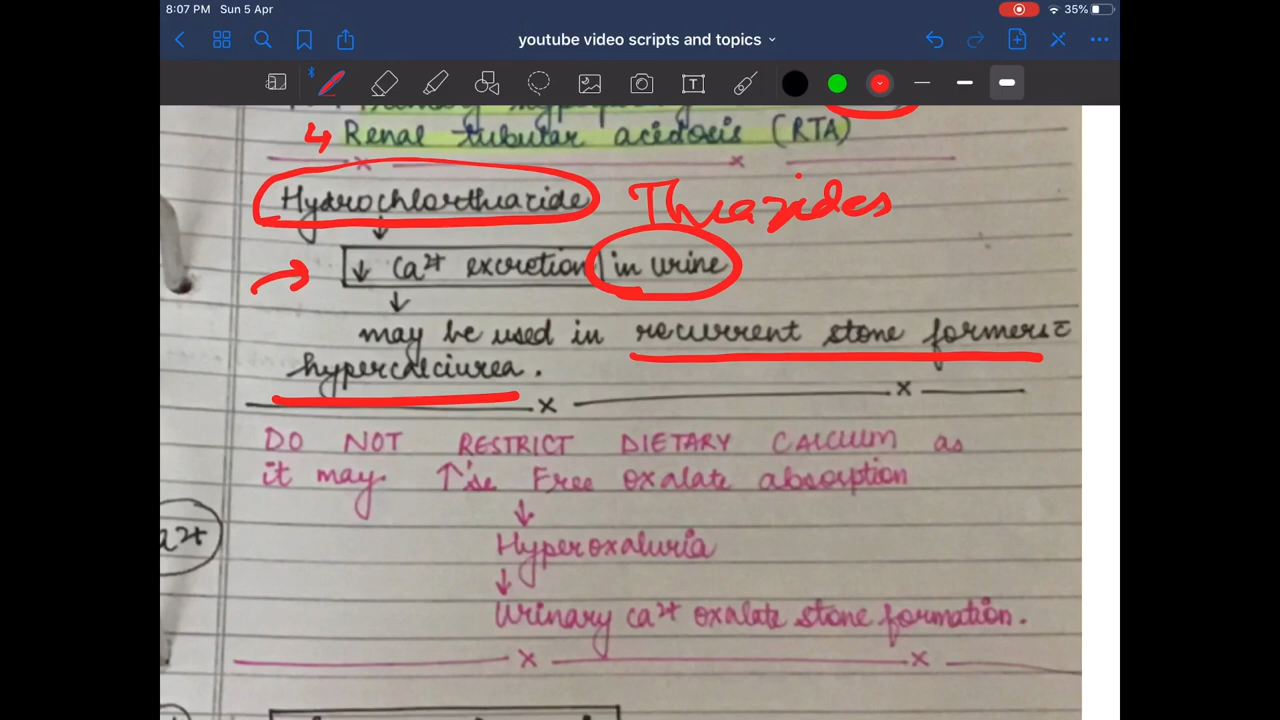 8:07 PM Sun 5 Apr
35%
youtube video scripts and topics
T
↳ Renal tubular acidosis (RTA)
Hydrochlorthiazide Thiazides
↓
↓ Ca²⁺ excretion in urine
↓
may be used in recurrent stone formers c̄
hypercalciurea.
DO NOT RESTRICT DIETARY CALCIUM as
it may ↑'se Free oxalate absorption
↓
a²⁺
Hyperoxaluria
↓
Urinary Ca²⁺ oxalate stone formation.